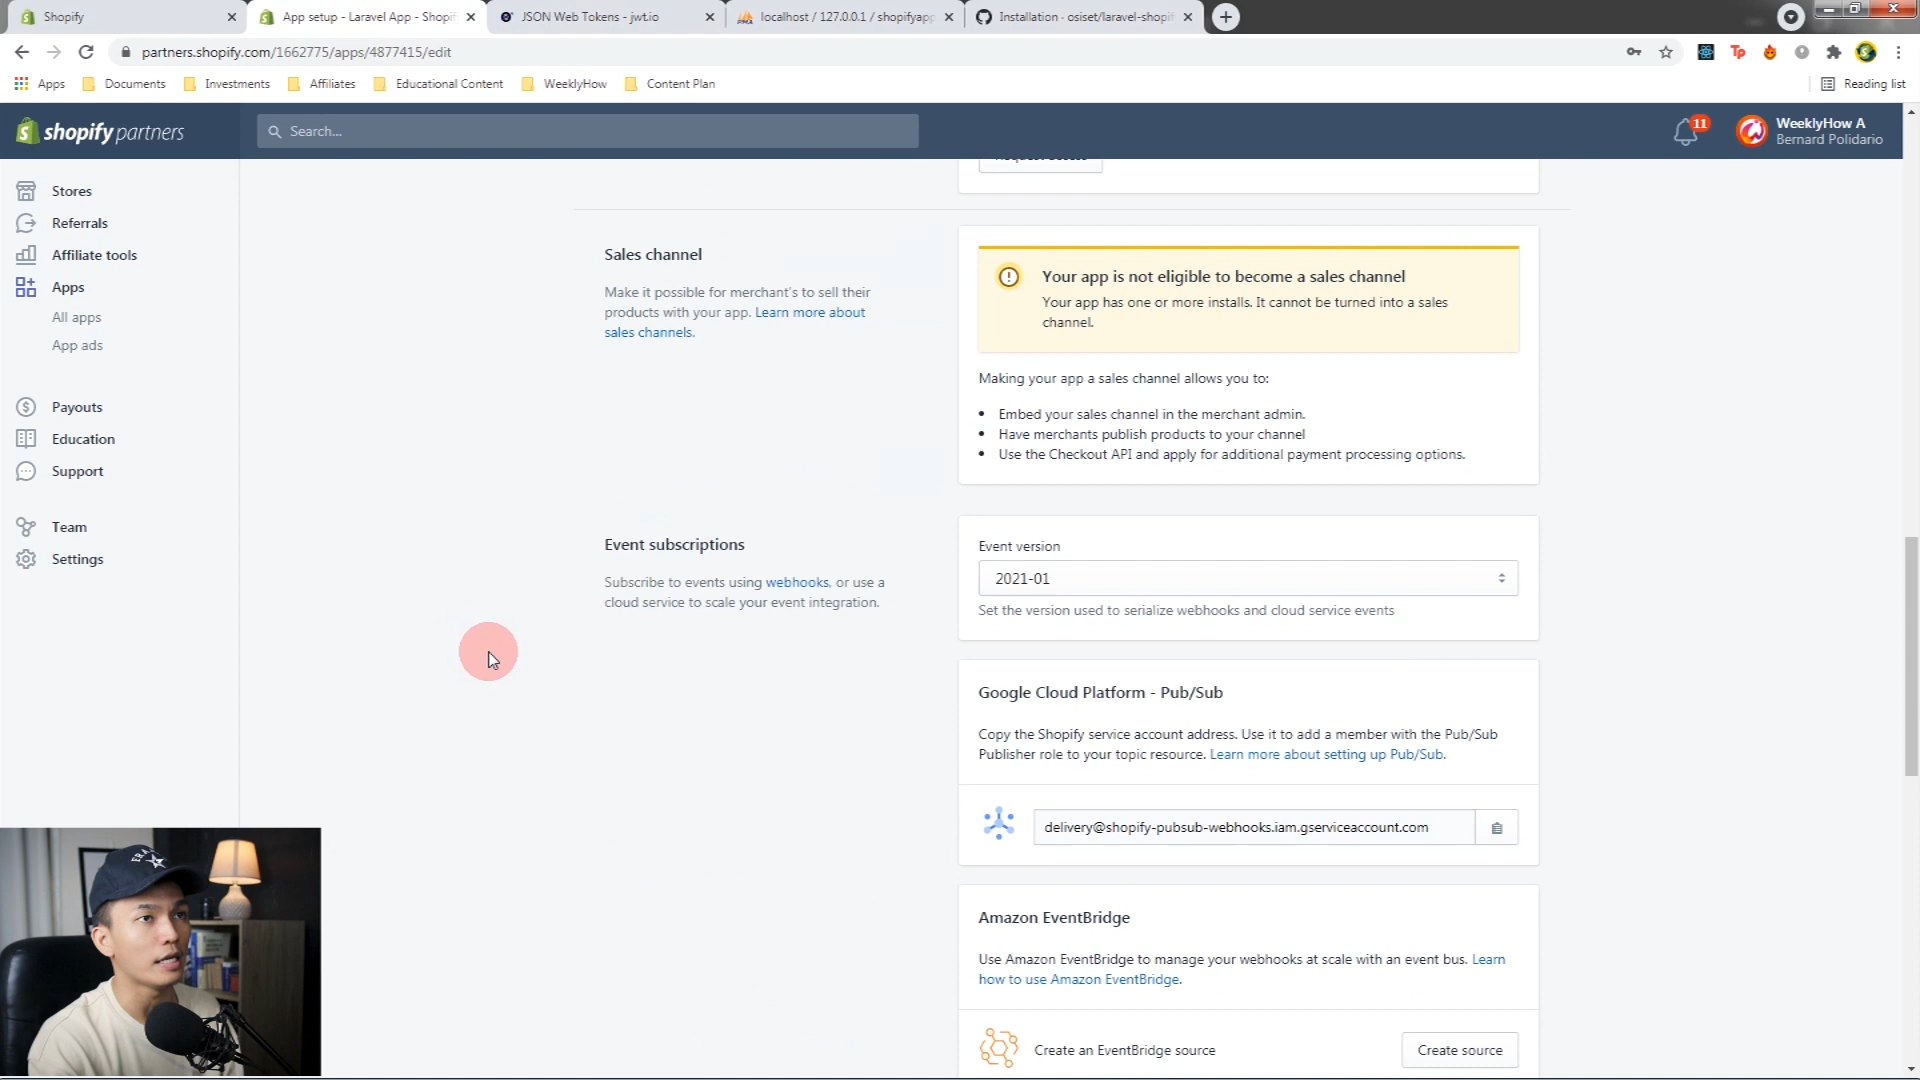 Shopify
App setup - Laravel App - Shopif
JSON Web Tokens - jwt.io
localhost / 127.0.0.1 / shopifyapp
Installation · osiset/laravel-shopif
partners.shopify.com/1662775/apps/4877415/edit
Apps
Documents
Investments
Affiliates
Educational Content
WeeklyHow
Content Plan
Reading list
shopify partners
Search...
11
WeeklyHow A
Bernard Polidario
Stores
Referrals
Affiliate tools
Apps
All apps
App ads
Payouts
Education
Support
Team
Settings
Sales channel
Make it possible for merchant's to sell their
products with your app. Learn more about
sales channels.
Your app is not eligible to become a sales channel
Your app has one or more installs. It cannot be turned into a sales
channel.
Making your app a sales channel allows you to:
• Embed your sales channel in the merchant admin.
• Have merchants publish products to your channel
• Use the Checkout API and apply for additional payment processing options.
Event subscriptions
Subscribe to events using webhooks, or use a
cloud service to scale your event integration.
Event version
2021-01
Set the version used to serialize webhooks and cloud service events
Google Cloud Platform - Pub/Sub
Copy the Shopify service account address. Use it to add a member with the Pub/Sub
Publisher role to your topic resource. Learn more about setting up Pub/Sub.
delivery@shopify-pubsub-webhooks.iam.gserviceaccount.com
Amazon EventBridge
Use Amazon EventBridge to manage your webhooks at scale with an event bus. Learn
how to use Amazon EventBridge.
Create an EventBridge source
Create source